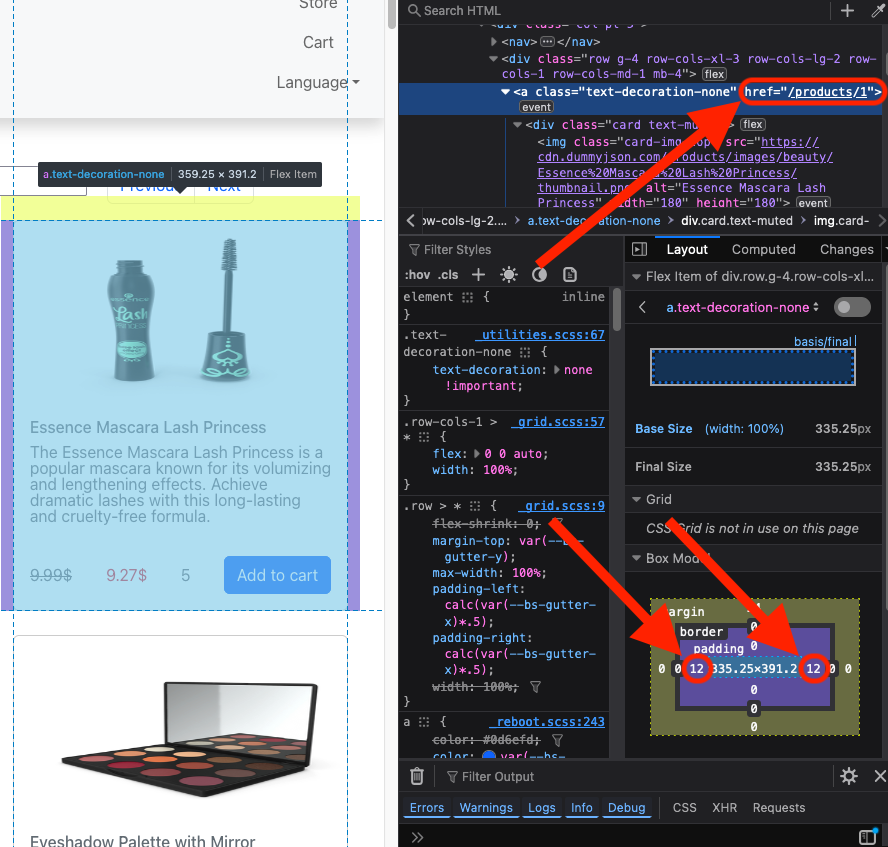 Store
Cart
Language
a.text-decoration-none | 359.25 × 391.2 | Flex Item
Previous
Next
essence
Lash
PRINCESS
Essence Mascara Lash Princess
The Essence Mascara Lash Princess is a
popular mascara known for its volumizing
and lengthening effects. Achieve
dramatic lashes with this long-lasting
and cruelty-free formula.
9.99$ 9.27$ 5 Add to cart
Eyeshadow Palette with Mirror
Search HTML
<div class="col pt-3">
<nav> </nav>
<div class="row g-4 row-cols-xl-3 row-cols-lg-2 row-
cols-1 row-cols-md-1 mb-4"> flex
<a class="text-decoration-none" href="/products/1">
event
<div class="card text-mu flex
<img class="card-img-top" src="https://
cdn.dummyjson.com/products/images/beauty/
Essence%20Mascara%20Lash%20Princess/
thumbnail.png" alt="Essence Mascara Lash
Princess" width="180" height="180"> event
ow-cols-lg-2.... > a.text-decoration-none > div.card.text-muted > img.card-
Filter Styles
:hov .cls
element { inline
}
.text- _utilities.scss:67
decoration-none {
text-decoration: none
!important;
}
.row-cols-1 > _grid.scss:57
* {
flex: 0 0 auto;
width: 100%;
}
.row > * { _grid.scss:9
flex-shrink: 0;
margin-top: var(--bs-
gutter-y);
max-width: 100%;
padding-left:
calc(var(--bs-gutter-
x)*.5);
padding-right:
calc(var(--bs-gutter-
x)*.5);
width: 100%;
}
a { _reboot.scss:243
color: #0d6efd;
color: var(--bs-
Layout Computed Changes
Flex Item of div.row.g-4.row-cols-xl...
a.text-decoration-none
basis/final
Base Size (width: 100%) 335.25px
Final Size 335.25px
Grid
CSS Grid is not in use on this page
Box Model
margin
border 0
padding 0
0 0 12 335.25×391.2 12 0 0
0
0
0
Filter Output
Errors Warnings Logs Info Debug CSS XHR Requests